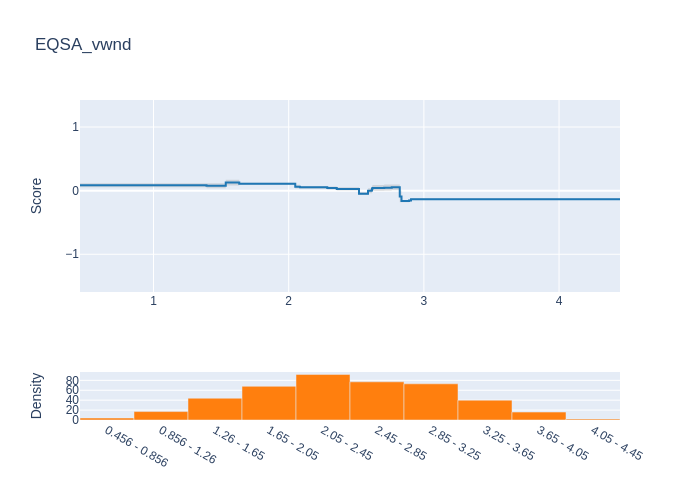 EQSA_vwnd
Score
1
0
−1
1
2
3
4
Density
80
60
40
20
0
0.456 - 0.856
0.856 - 1.26
1.26 - 1.65
1.65 - 2.05
2.05 - 2.45
2.45 - 2.85
2.85 - 3.25
3.25 - 3.65
3.65 - 4.05
4.05 - 4.45